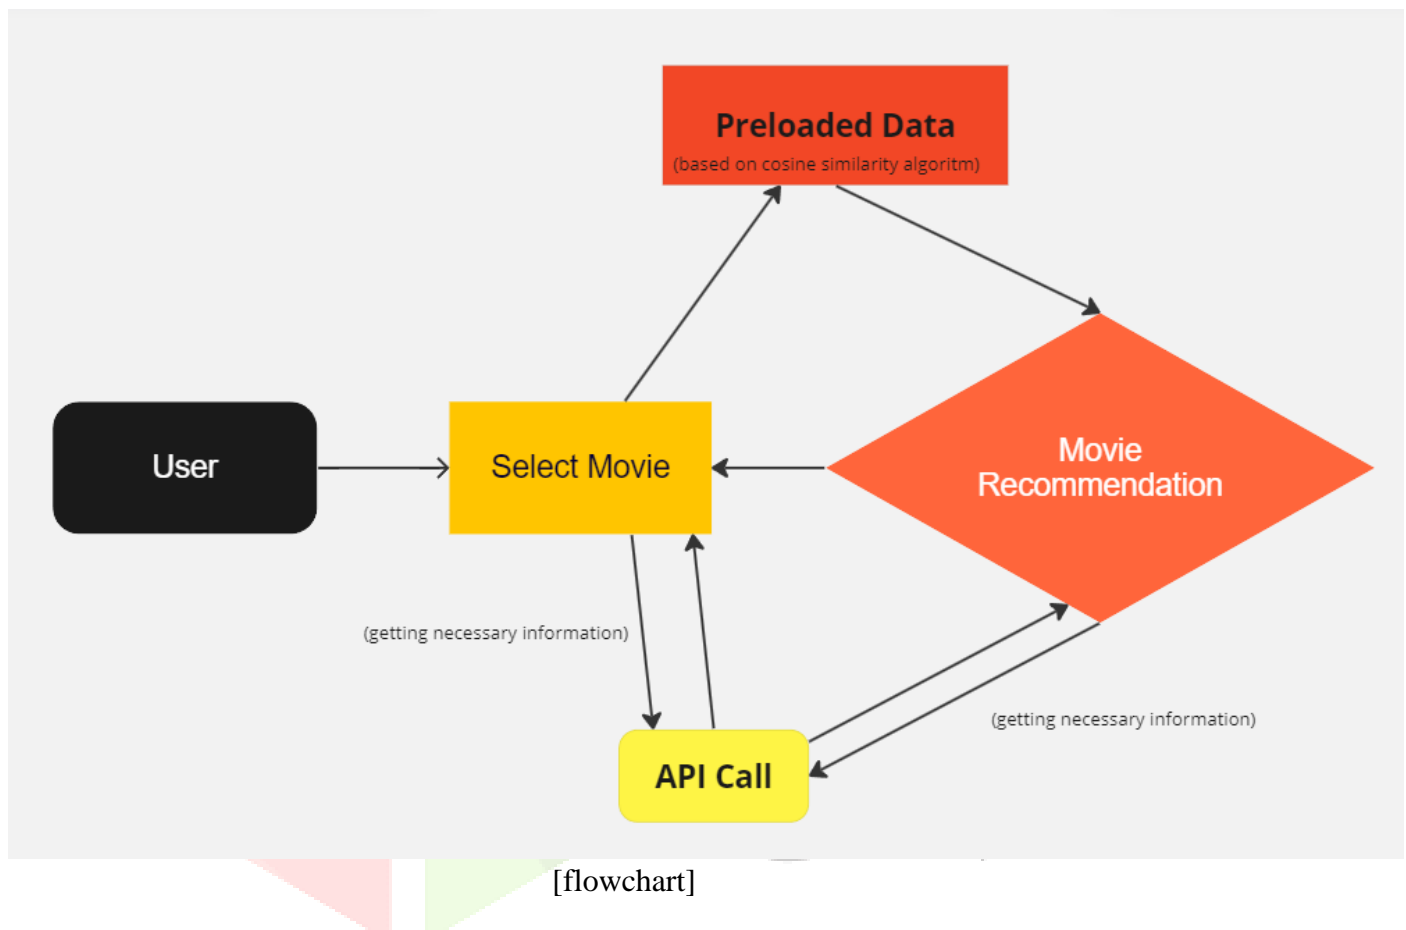 Preloaded Data
(based on cosine similarity algoritm)
User
Select Movie
Movie
Recommendation
(getting necessary information)
(getting necessary information)
API Call
[flowchart]